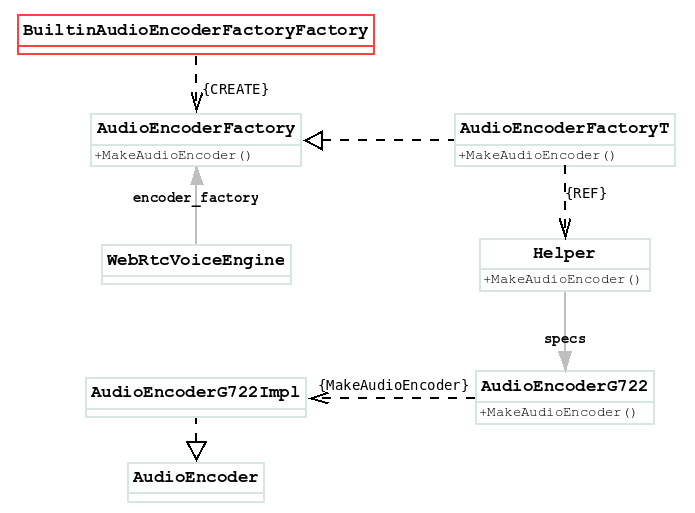 BuiltinAudioEncoderFactoryFactory
{CREATE}
AudioEncoderFactory
+MakeAudioEncoder()
AudioEncoderFactoryT
+MakeAudioEncoder()
encoder_factory
{REF}
WebRtcVoiceEngine
Helper
+MakeAudioEncoder()
specs
AudioEncoderG722Impl
{MakeAudioEncoder}
AudioEncoderG722
+MakeAudioEncoder()
AudioEncoder